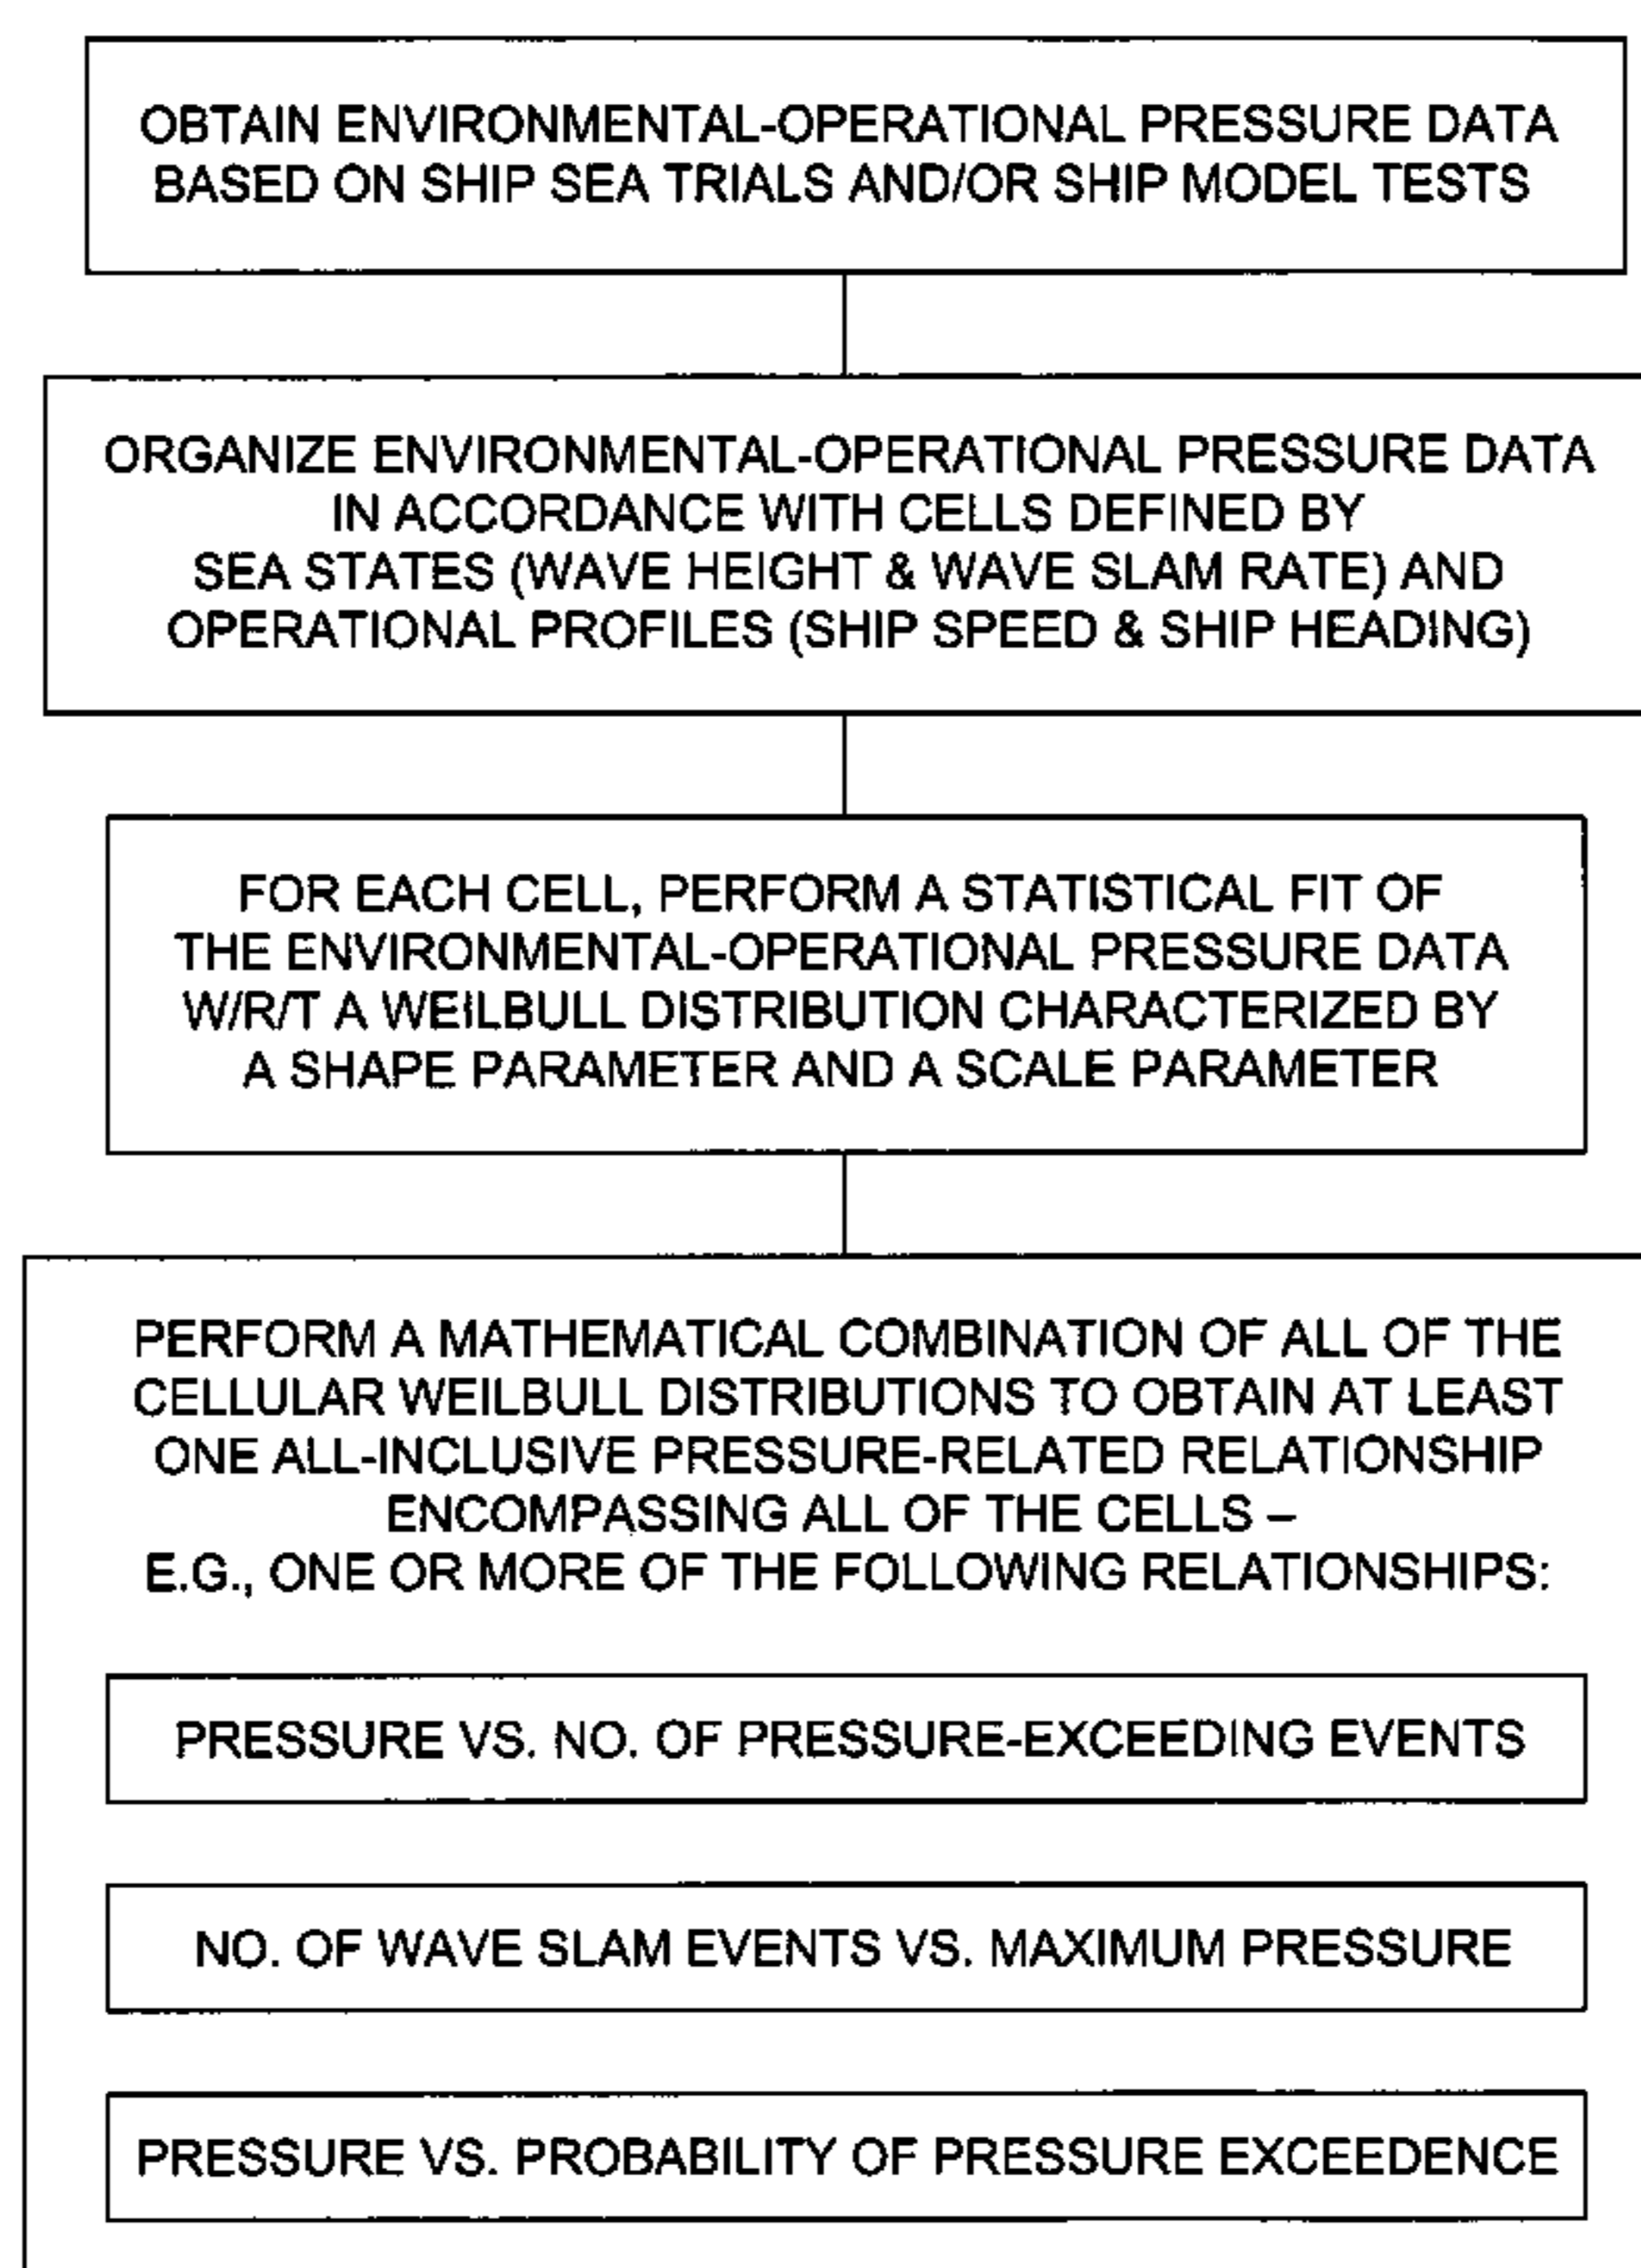 OBTAIN ENVIRONMENTAL-OPERATIONAL PRESSURE DATA
BASED ON SHIP SEA TRIALS AND/OR SHIP MODEL TESTS
ORGANIZE ENVIRONMENTAL-OPERATIONAL PRESSURE DATA
IN ACCORDANCE WITH CELLS DEFINED BY
SEA STATES (WAVE HEIGHT & WAVE SLAM RATE) AND
OPERATIONAL PROFILES (SHIP SPEED & SHIP HEADING)
FOR EACH CELL, PERFORM A STATISTICAL FIT OF
THE ENVIRONMENTAL-OPERATIONAL PRESSURE DATA
W/R/T A WEILBULL DISTRIBUTION CHARACTERIZED BY
A SHAPE PARAMETER AND A SCALE PARAMETER
PERFORM A MATHEMATICAL COMBINATION OF ALL OF THE
CELLULAR WEILBULL DISTRIBUTIONS TO OBTAIN AT LEAST
ONE ALL-INCLUSIVE PRESSURE-RELATED RELATIONSHIP
ENCOMPASSING ALL OF THE CELLS –
E.G., ONE OR MORE OF THE FOLLOWING RELATIONSHIPS:
PRESSURE VS. NO. OF PRESSURE-EXCEEDING EVENTS
NO. OF WAVE SLAM EVENTS VS. MAXIMUM PRESSURE
PRESSURE VS. PROBABILITY OF PRESSURE EXCEEDENCE